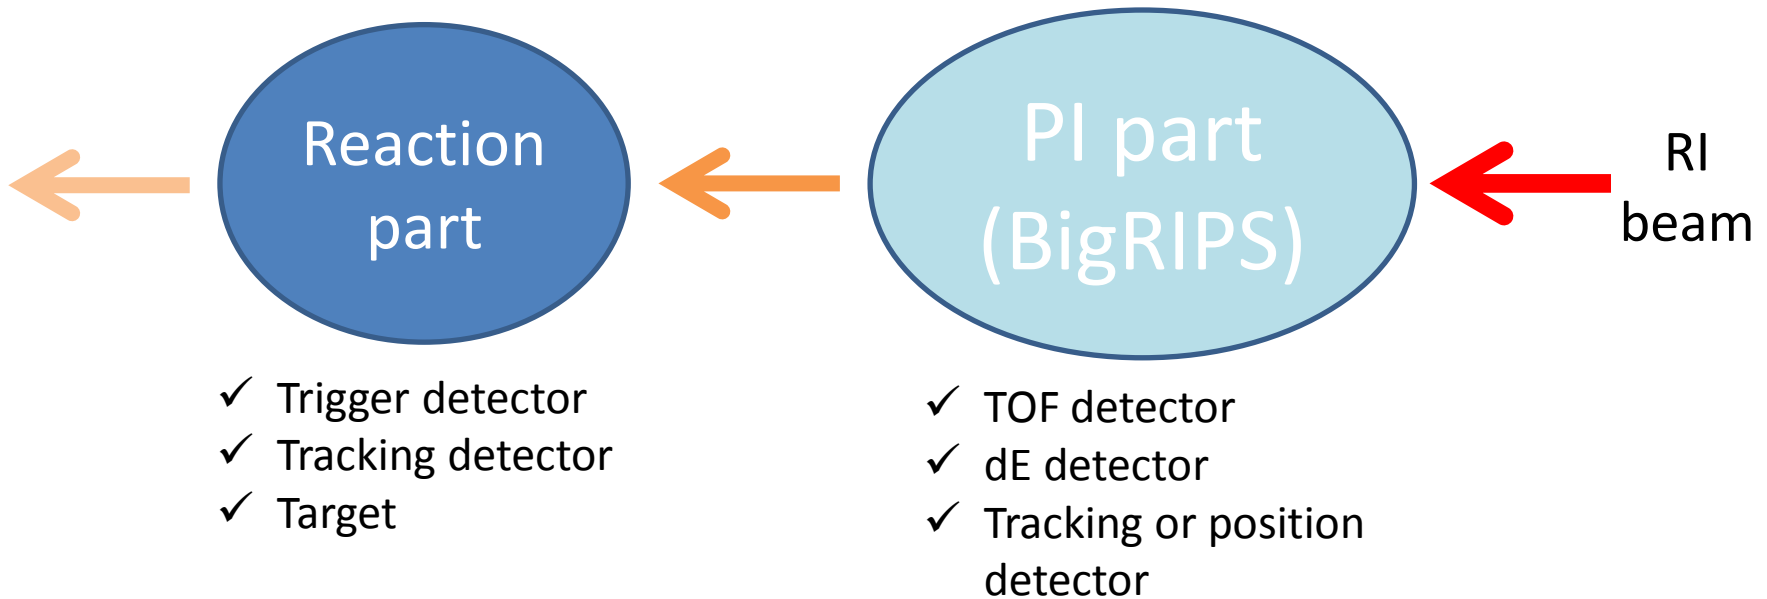 Reaction
part
PI part
(BigRIPS)
RI
beam
✓ Trigger detector
✓ Tracking detector
✓ Target
✓ TOF detector
✓ dE detector
✓ Tracking or position
detector